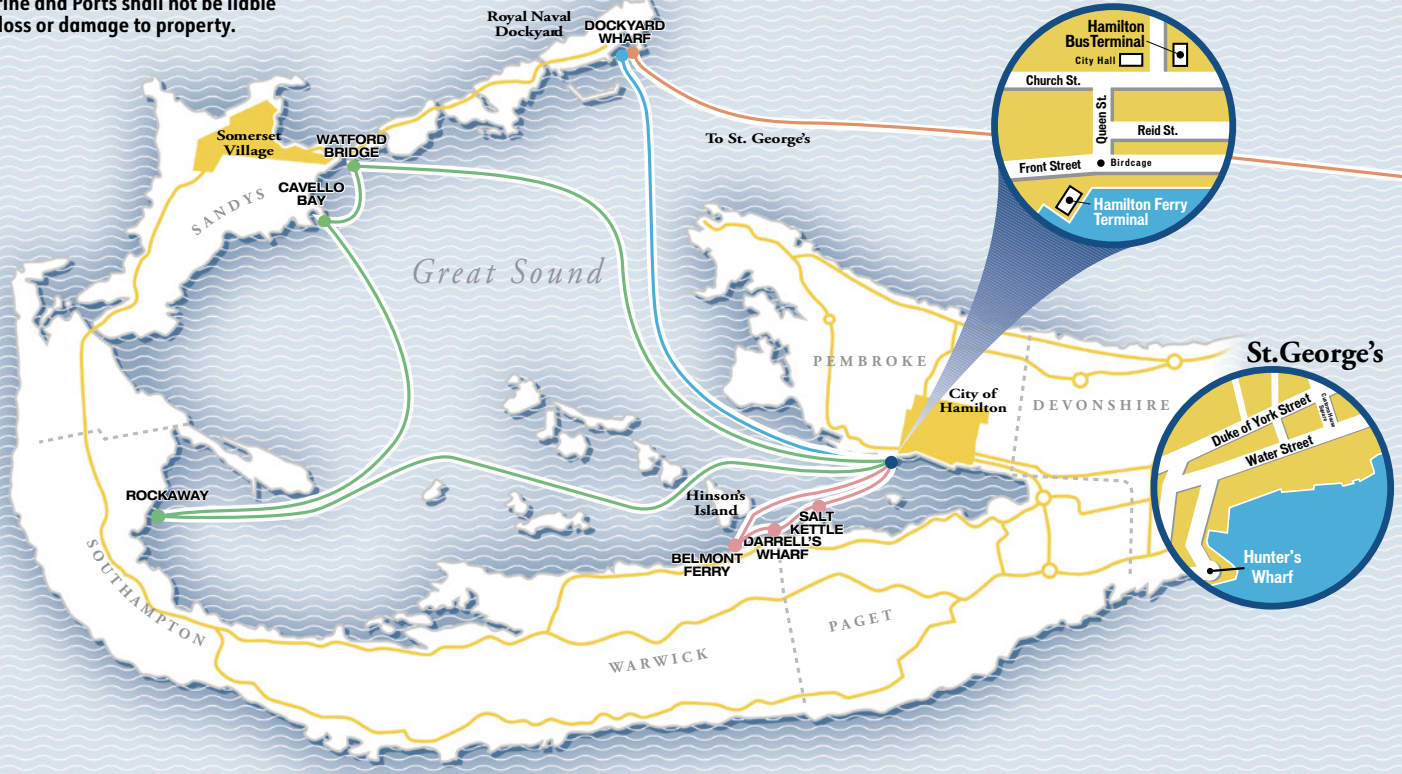 rine and Ports shall not be liable
loss or damage to property.
Royal Naval
Dockyard
DOCKYARD
WHARF
To St. George's
Somerset
Village
WATFORD
BRIDGE
CAVELLO
BAY
SANDYS
Great Sound
Hamilton
BusTerminal
City Hall
Church St.
Queen St.
Reid St.
Front Street
Birdcage
Hamilton Ferry
Terminal
PEMBROKE
City of
Hamilton
DEVONSHIRE
St.George's
Duke of York Street
Water Street
Hunter's
Wharf
ROCKAWAY
Hinson's
Island
SALT
KETTLE
DARRELL'S
WHARF
BELMONT
FERRY
SOUTHAMPTON
WARWICK
PAGET